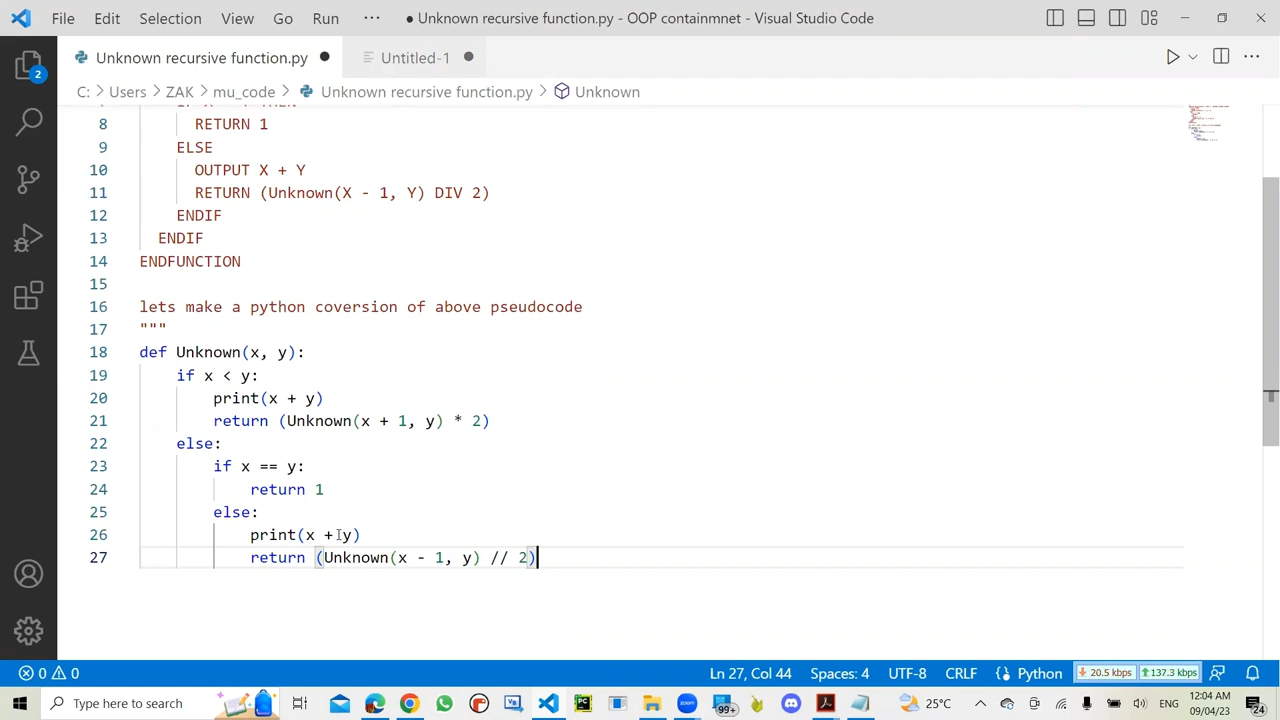 File Edit Selection View Go Run ··· ● Unknown recursive function.py - OOP containmnet - Visual Studio Code
Unknown recursive function.py ● Untitled-1 ●
C: > Users > ZAK > mu_code > Unknown recursive function.py > Unknown
2
8 RETURN 1
9 ELSE
10 OUTPUT X + Y
11 RETURN (Unknown(X - 1, Y) DIV 2)
12 ENDIF
13 ENDIF
14 ENDFUNCTION
15
16 lets make a python coversion of above pseudocode
17 """
18 def Unknown(x, y):
19 if x < y:
20 print(x + y)
21 return (Unknown(x + 1, y) * 2)
22 else:
23 if x == y:
24 return 1
25 else:
26 print(x + y)
27 return (Unknown(x - 1, y) // 2)
0 0 Ln 27, Col 44 Spaces: 4 UTF-8 CRLF Python 20.5 kbps 137.3 kbps
Type here to search 99+ zoom 25°C ENG 12:04 AM 09/04/23 24